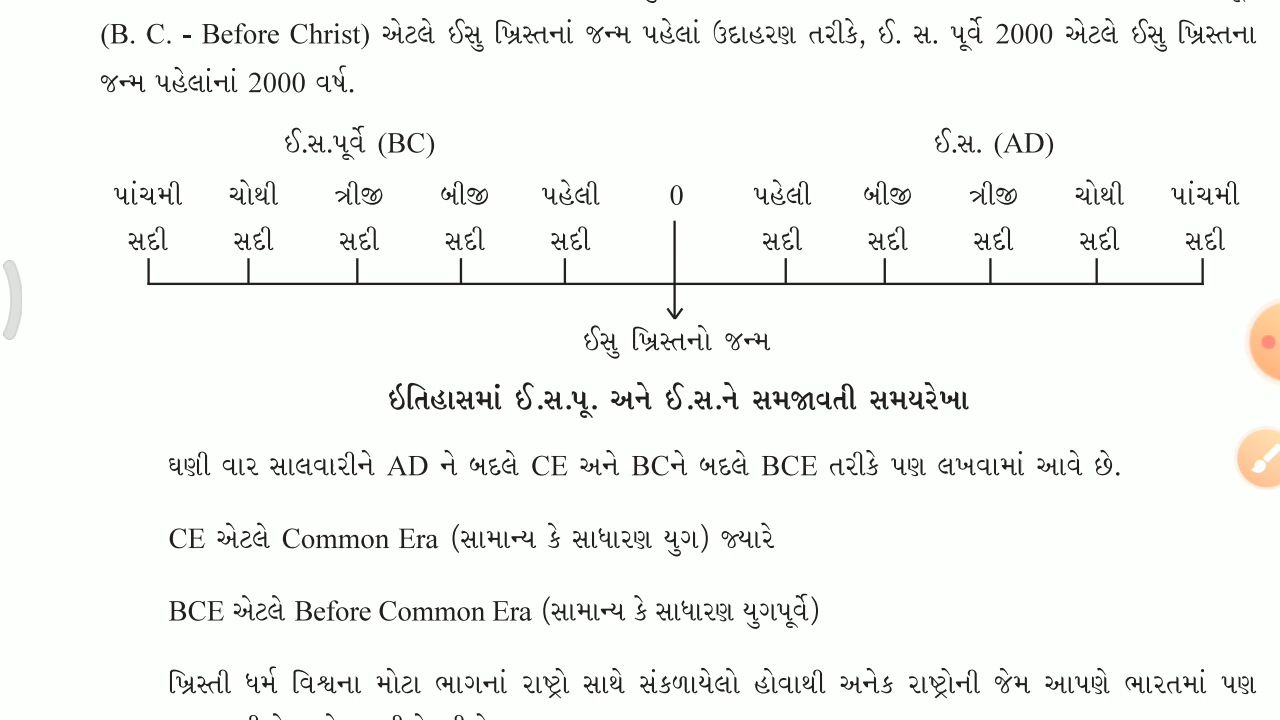 (B. C. - Before Christ) એટલે ઈસુ ખ્રિસ્તનાં જન્મ પહેલાં ઉદાહરણ તરીકે, ઈ. સ. પૂર્વે 2000 એટલે ઈસુ ખ્રિસ્તના
જન્મ પહેલાંનાં 2000 વર્ષ.
ઈ.સ.પૂર્વે (BC) ઈ.સ. (AD)
પાંચમી ચોથી ત્રીજી બીજી પહેલી 0 પહેલી બીજી ત્રીજી ચોથી પાંચમી
સદી સદી સદી સદી સદી સદી સદી સદી સદી સદી
ઈસુ ખ્રિસ્તનો જન્મ
ઇતિહાસમાં ઈ.સ.પૂ. અને ઈ.સ.ને સમજાવતી સમયરેખા
ઘણી વાર સાલવારીને AD ને બદલે CE અને BCને બદલે BCE તરીકે પણ લખવામાં આવે છે.
CE એટલે Common Era (સામાન્ય કે સાધારણ યુગ) જ્યારે
BCE એટલે Before Common Era (સામાન્ય કે સાધારણ યુગપૂર્વે)
ખ્રિસ્તી ધર્મ વિશ્વના મોટા ભાગનાં રાષ્ટ્રો સાથે સંકળાયેલો હોવાથી અનેક રાષ્ટ્રોની જેમ આપણે ભારતમાં પણ